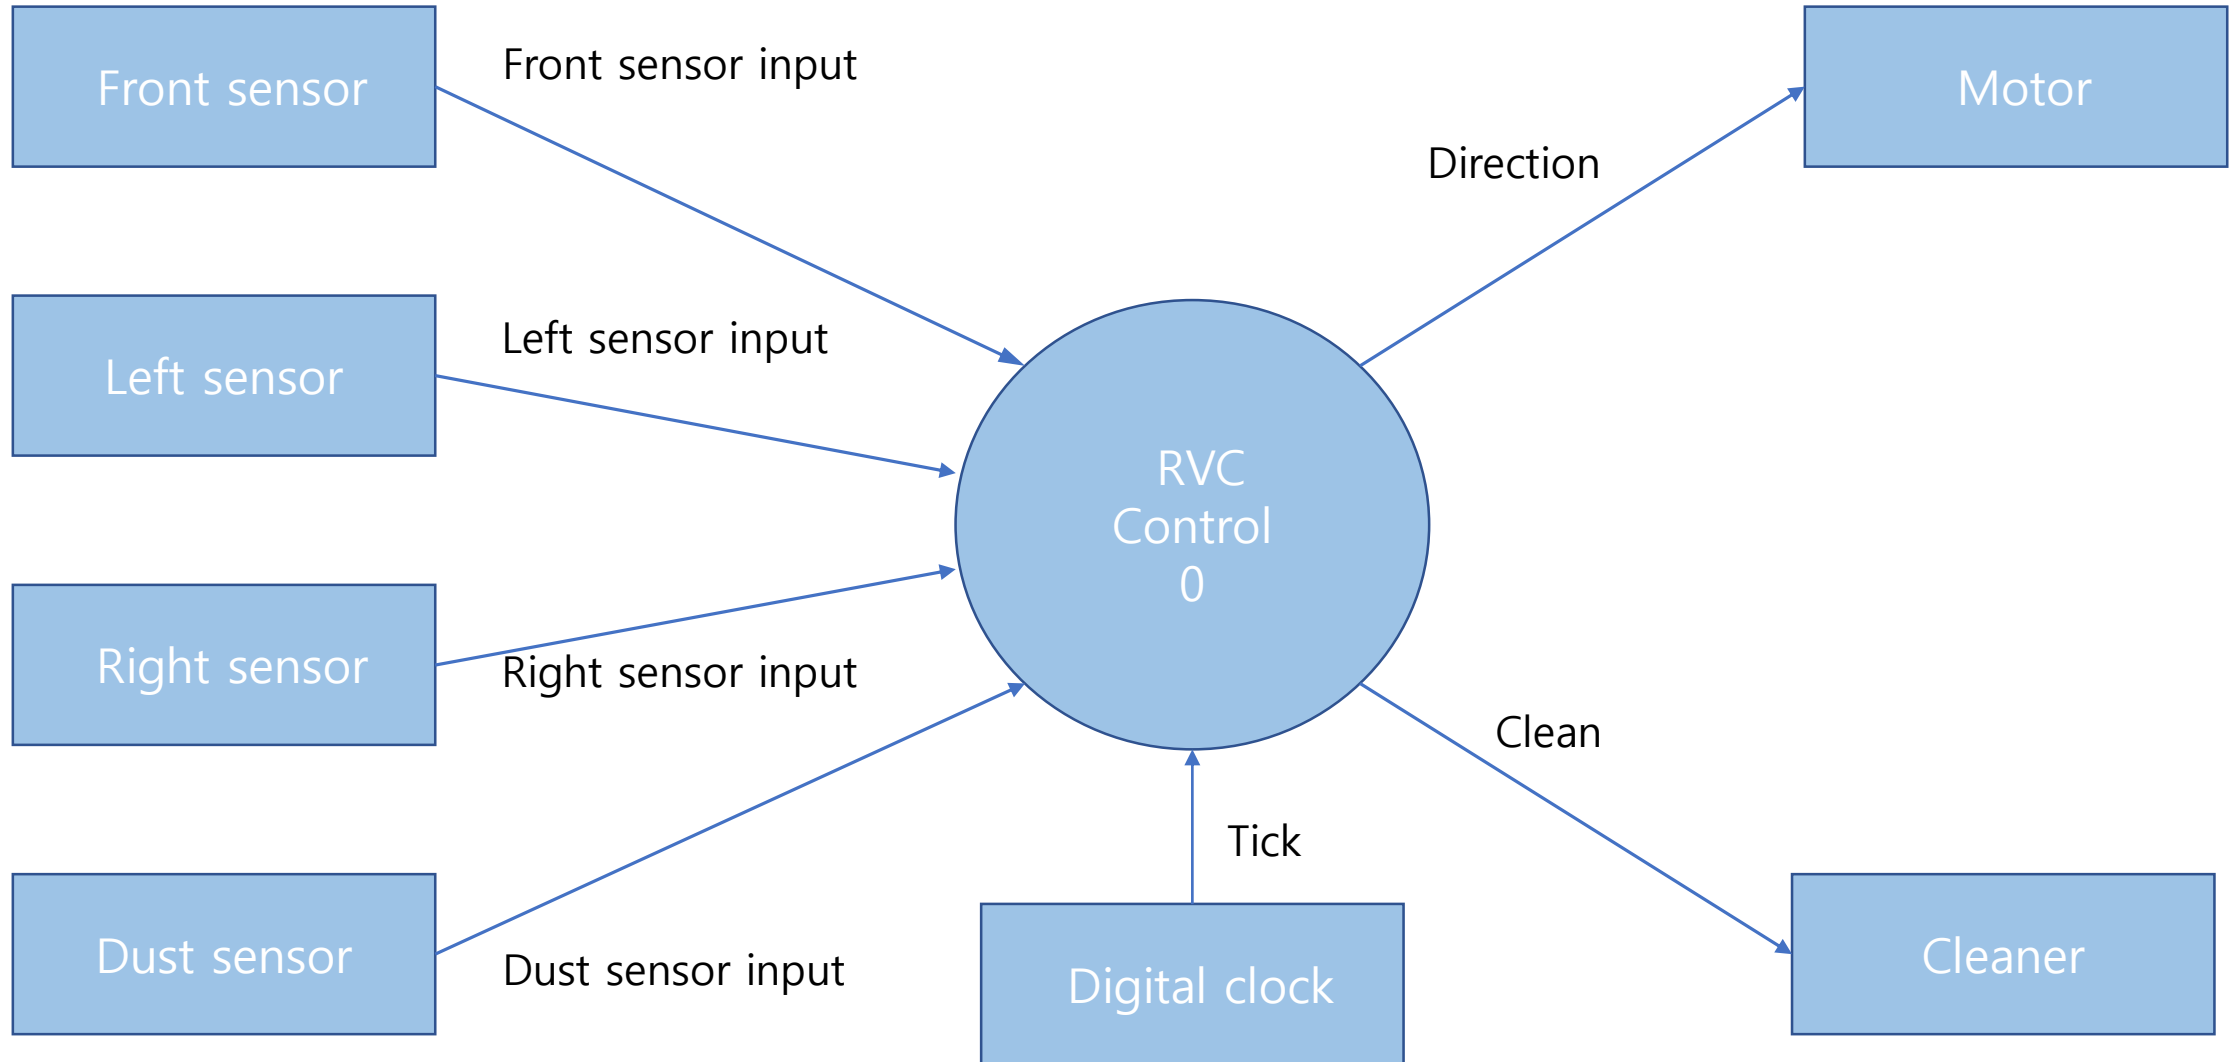 Front sensor
Front sensor input
Motor
Direction
Left sensor
Left sensor input
RVC
Control
0
Right sensor
Right sensor input
Clean
Tick
Dust sensor
Dust sensor input
Digital clock
Cleaner